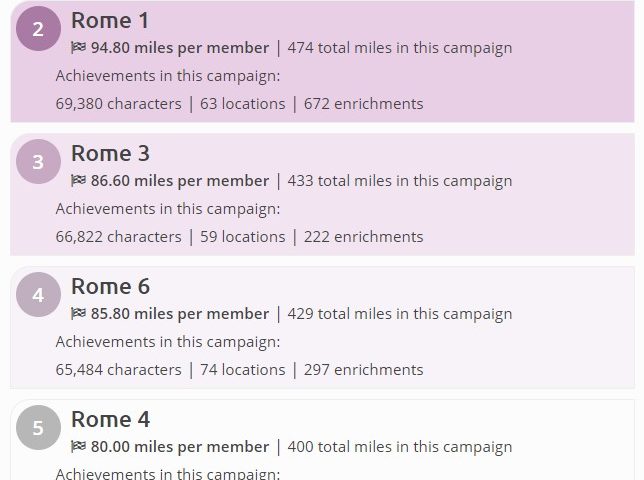 2
Rome 1
94.80 miles per member | 474 total miles in this campaign
Achievements in this campaign:
69,380 characters | 63 locations | 672 enrichments
3
Rome 3
86.60 miles per member | 433 total miles in this campaign
Achievements in this campaign:
66,822 characters | 59 locations | 222 enrichments
4
Rome 6
85.80 miles per member | 429 total miles in this campaign
Achievements in this campaign:
65,484 characters | 74 locations | 297 enrichments
5
Rome 4
80.00 miles per member | 400 total miles in this campaign
Achievements in this campaign: